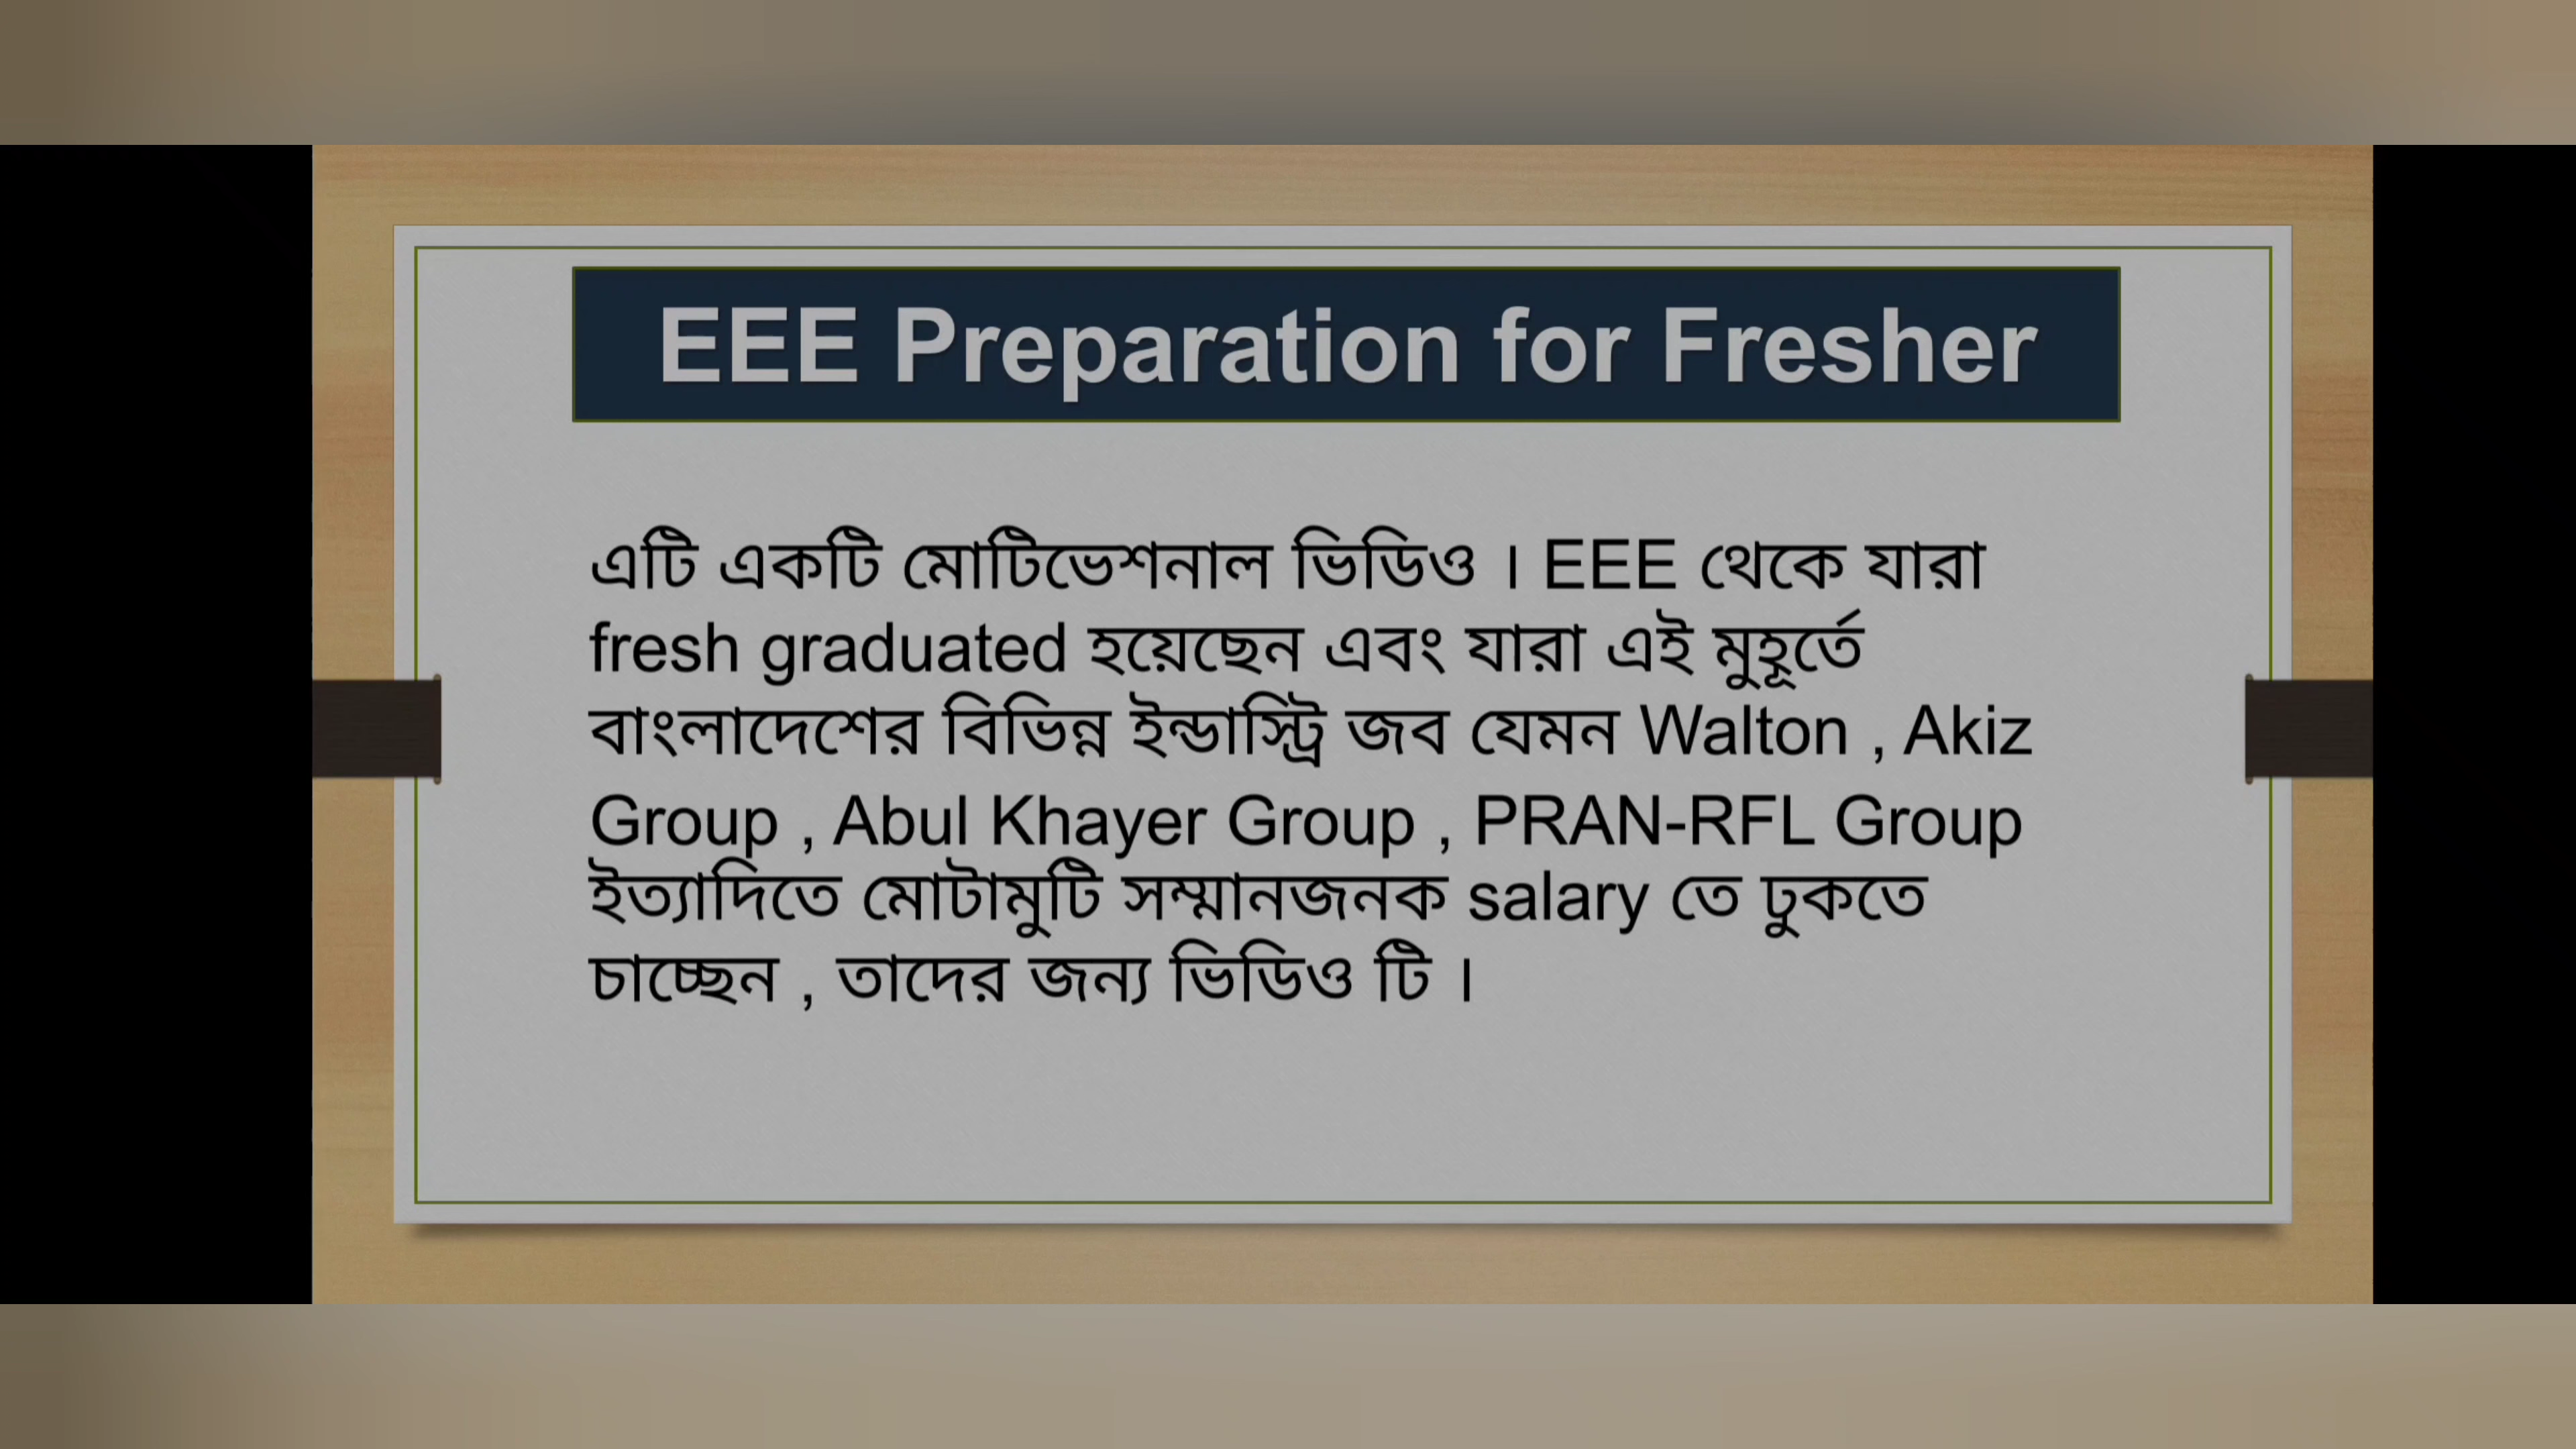 EEE Preparation for Fresher
এটি একটি মোটিভেশনাল ভিডিও । EEE থেকে যারা
fresh graduated হয়েছেন এবং যারা এই মুহূর্তে
বাংলাদেশের বিভিন্ন ইন্ডাস্ট্রি জব যেমন Walton , Akiz
Group , Abul Khayer Group , PRAN-RFL Group
ইত্যাদিতে মোটামুটি সম্মানজনক salary তে ঢুকতে
চাচ্ছেন , তাদের জন্য ভিডিও টি ।